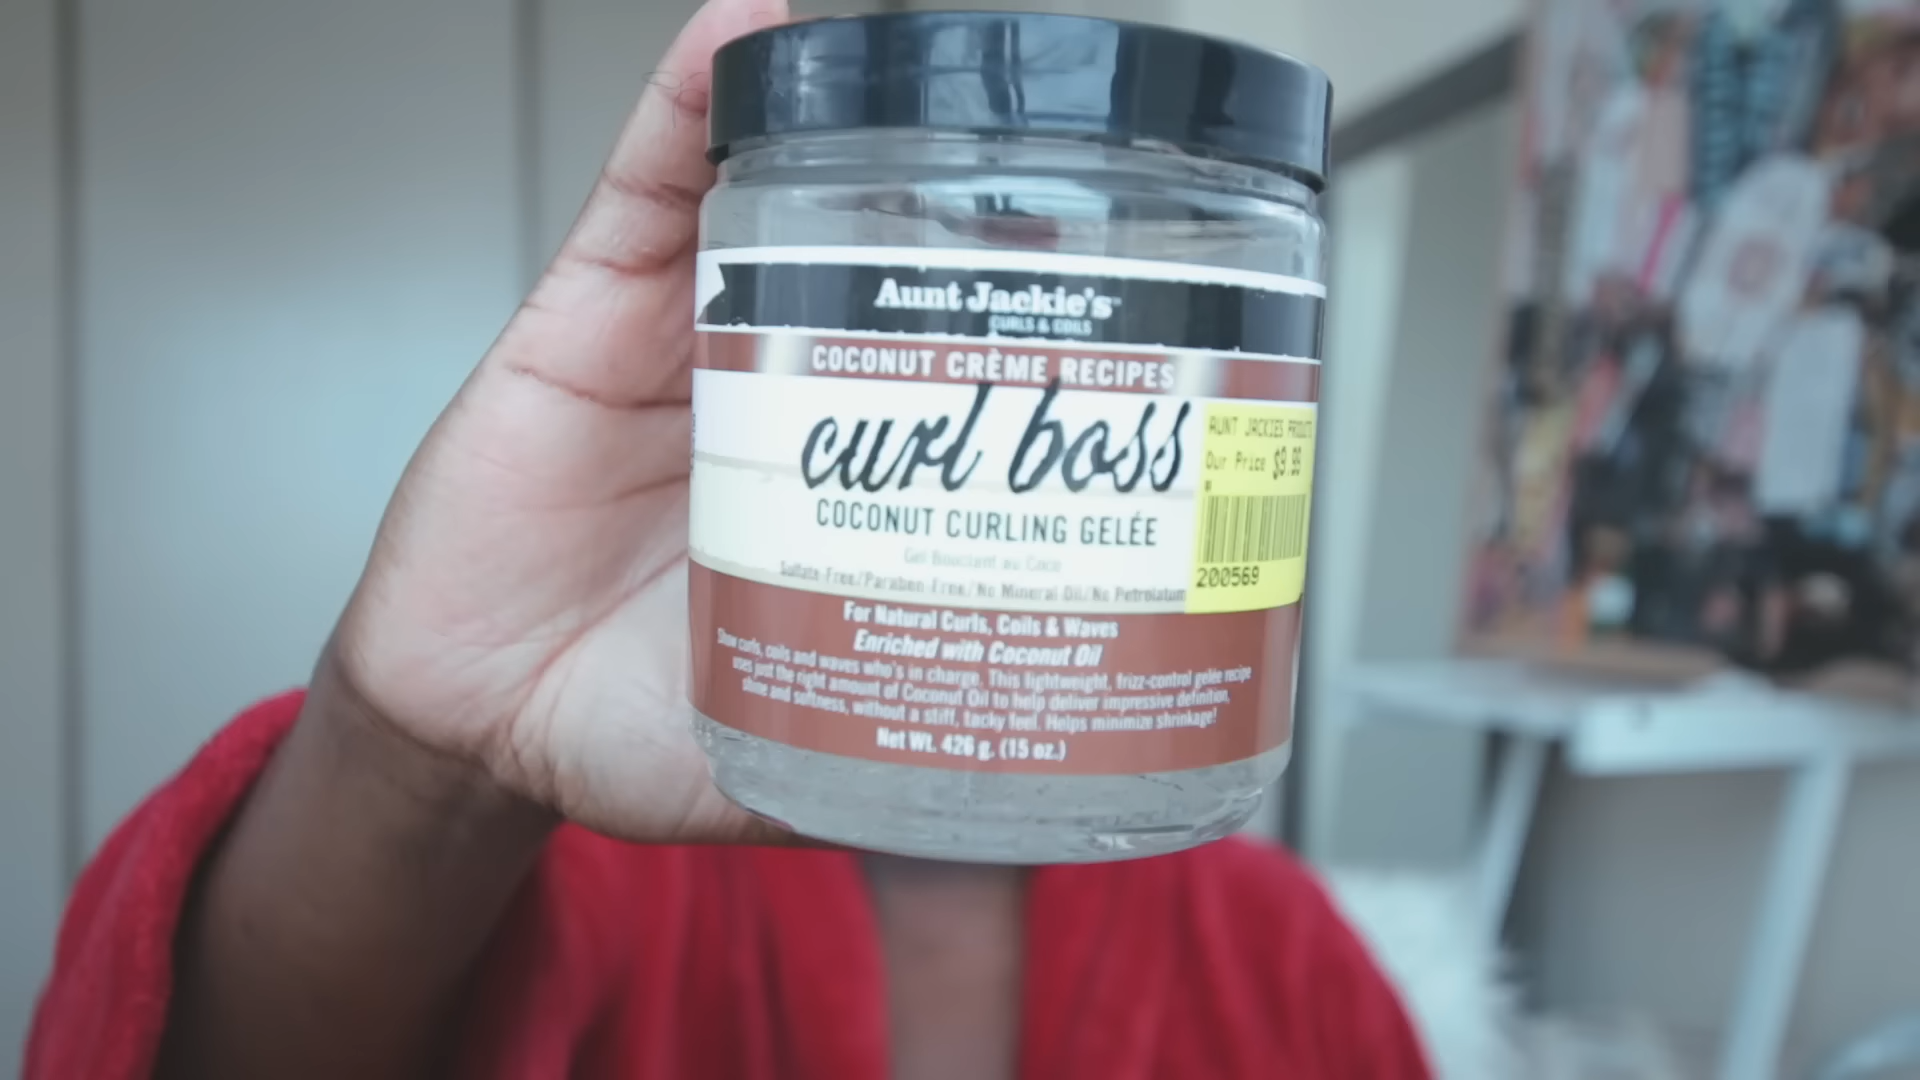 Aunt Jackie's™
CURLS & COILS
COCONUT CRÈME RECIPES
curl boss
COCONUT CURLING GELÉE
Gel Bouclant au Coco
Sulfate-Free/Paraben-Free/No Mineral Oil/No Petrolatum
AUNT JACKIES PRODUCTS
Our Price $9.99
200569
For Natural Curls, Coils & Waves
Enriched with Coconut Oil
Show curls, coils and waves who's in charge. This lightweight, frizz-control gelée recipe
uses just the right amount of Coconut Oil to help deliver impressive definition,
shine and softness, without a stiff, tacky feel. Helps minimize shrinkage!
Net Wt. 426 g. (15 oz.)